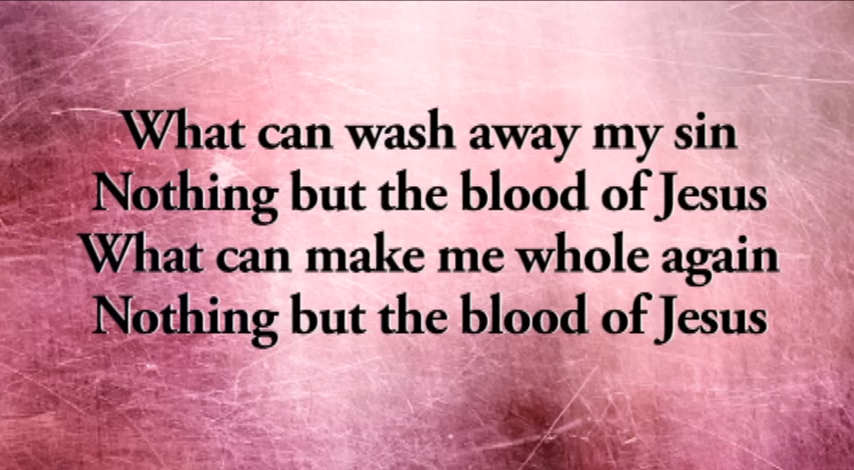 What can wash away my sin
Nothing but the blood of Jesus
What can make me whole again
Nothing but the blood of Jesus